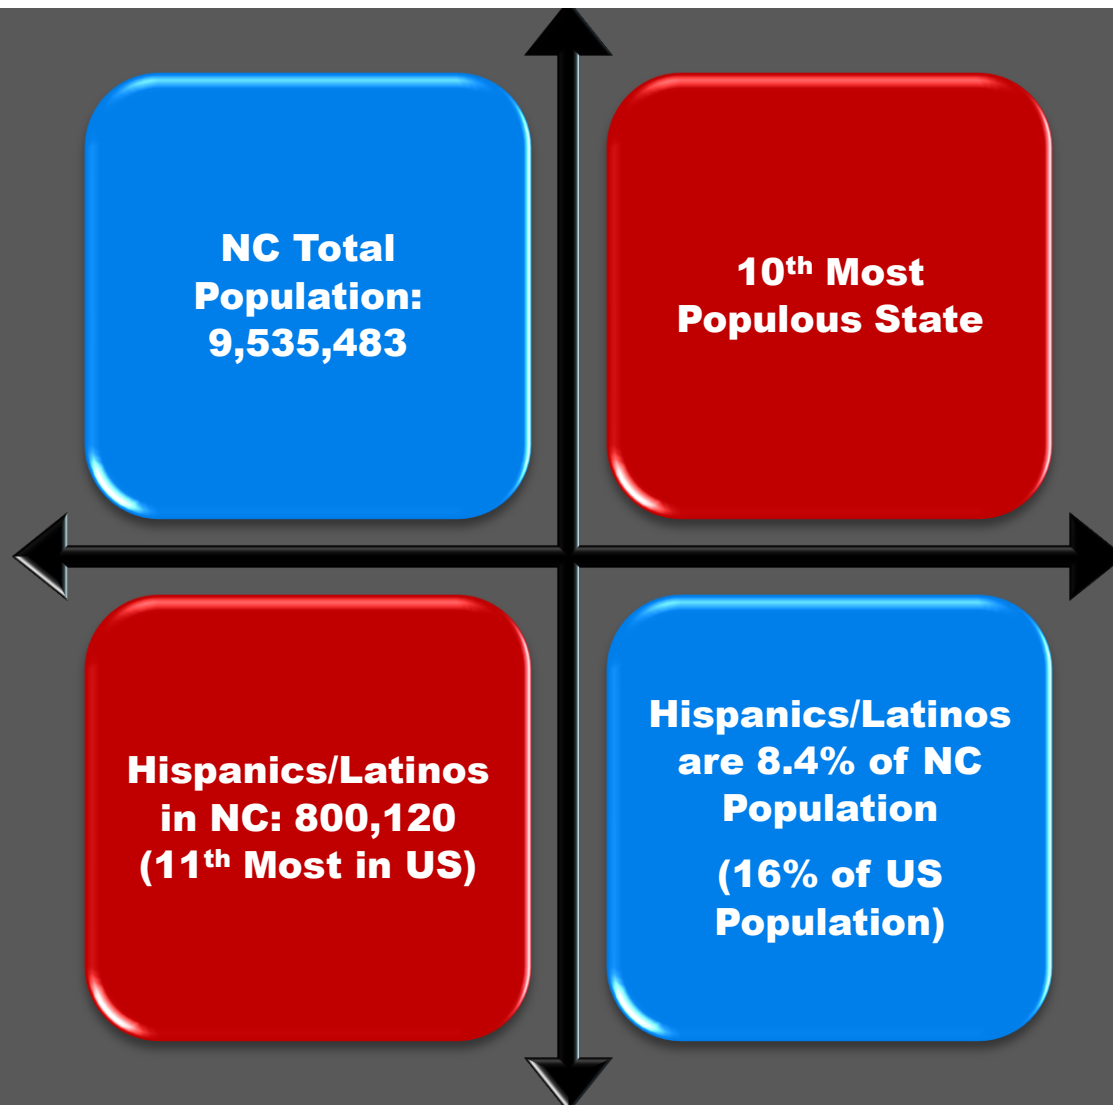 NC Total
Population:
9,535,483
10th Most
Populous State
Hispanics/Latinos
in NC: 800,120
(11th Most in US)
Hispanics/Latinos
are 8.4% of NC
Population
(16% of US
Population)